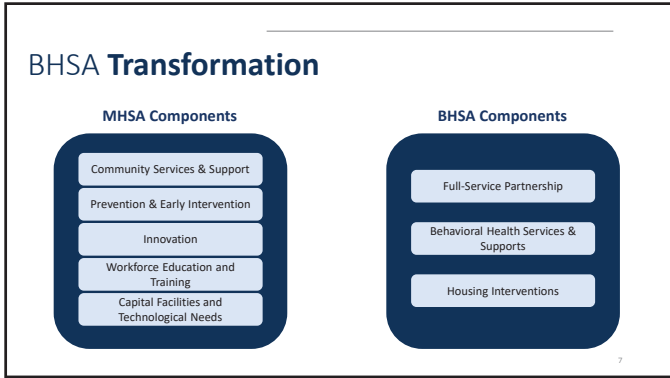 BHSA Transformation
MHSA Components
Community Services & Support
Prevention & Early Intervention
Innovation
Workforce Education and
Training
Capital Facilities and
Technological Needs
BHSA Components
Full-Service Partnership
Behavioral Health Services &
Supports
Housing Interventions
7